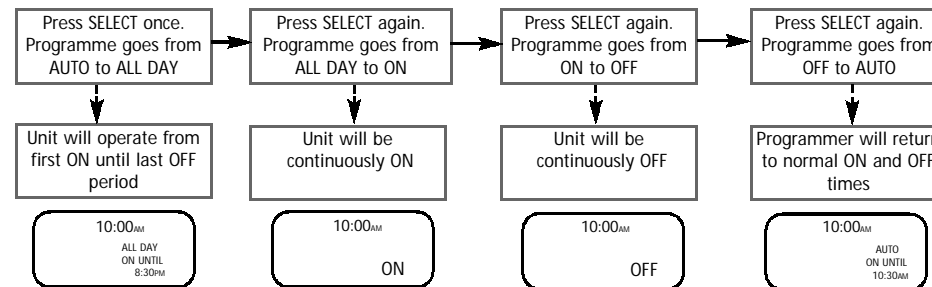 Press SELECT once.
Programme goes from
AUTO to ALL DAY
Press SELECT again.
Programme goes from
ALL DAY to ON
Press SELECT again.
Programme goes from
ON to OFF
Press SELECT again.
Programme goes from
OFF to AUTO
Unit will operate from
first ON until last OFF
period
Unit will be
continuously ON
Unit will be
continuously OFF
Programmer will return
to normal ON and OFF
times
10:00AM
ALL DAY
ON UNTIL
8:30PM
10:00AM
ON
10:00AM
OFF
10:00AM
AUTO
ON UNTIL
10:30AM